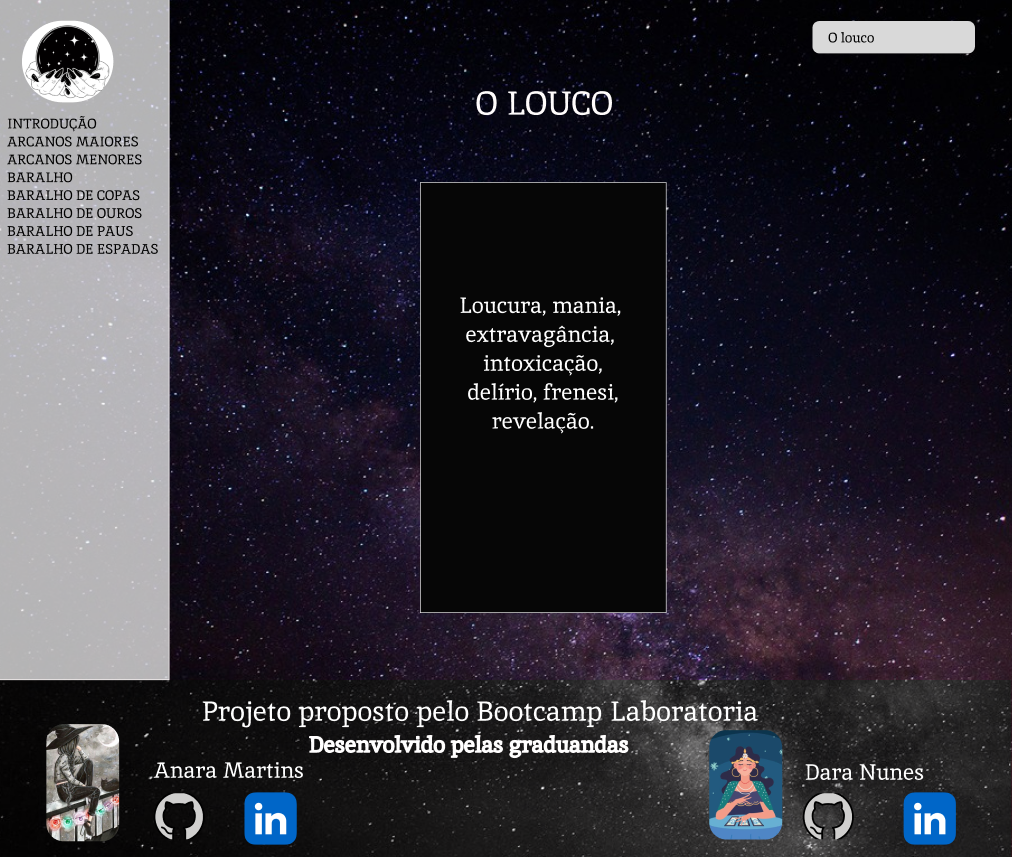 INTRODUÇÃO
ARCANOS MAIORES
ARCANOS MENORES
BARALHO
BARALHO DE COPAS
BARALHO DE OUROS
BARALHO DE PAUS
BARALHO DE ESPADAS
O louco
O LOUCO
Loucura, mania,
extravagância,
intoxicação,
delírio, frenesi,
revelação.
Projeto proposto pelo Bootcamp Laboratoria
Desenvolvido pelas graduandas
Anara Martins
Dara Nunes
in
in